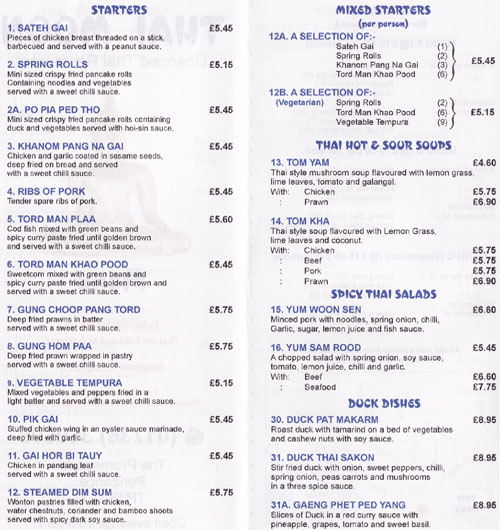 STARTERS
1. SATEH GAI £5.45
Pieces of chicken breast threaded on a stick,
barbecued and served with a peanut sauce.
2. SPRING ROLLS £5.15
Mini sized crispy fried pancake rolls
Containing noodles and vegetables
served with a sweet chilli sauce.
2A. PO PIA PED THO £5.45
Mini sized crispy fried pancake rolls containing
duck and vegetables served with hoi-sin sauce.
3. KHANOM PANG NA GAI £5.45
Chicken and garlic coated in sesame seeds,
deep fried on bread and served
with a sweet chilli sauce.
4. RIBS OF PORK £5.45
Tender spare ribs of pork.
5. TORD MAN PLAA £5.60
Cod fish mixed with green beans and
spicy curry paste fried until golden brown
and served with a sweet chilli sauce.
6. TORD MAN KHAO POOD £5.45
Sweetcorn mixed with green beans and
spicy curry paste fried until golden brown and
served with a sweet chilli sauce.
7. GUNG CHOOP PANG TORD £5.75
Deep fried prawns in batter
served with a sweet chilli sauce.
8. GUNG HOM PAA £5.75
Deep fried prawn wrapped in pastry
served with a sweet chilli sauce.
9. VEGETABLE TEMPURA £5.15
Mixed vegetables and peppers fried in a
light batter and served with a sweet chilli sauce.
10. PIK GAI £5.45
Stuffed chicken wing in an oyster sauce marinade,
deep fried with garlic.
11. GAI HOR BI TAUY £5.45
Chicken in pandang leaf
served with a sweet chilli sauce.
12. STEAMED DIM SUM £5.75
Wonton pastries filled with chicken,
water chestnuts, coriander and bamboo shoots
served with spicy dark soy sauce.
MIXED STARTERS
(per person)
12A. A SELECTION OF:-
Sateh Gai (1)
Spring Rolls (2)
Khanom Pang Na Gai (3) £5.45
Tord Man Khao Pood (6)
12B. A SELECTION OF:-
(Vegetarian) Spring Rolls (2)
Tord Man Khao Pood (6) £5.15
Vegetable Tempura (9)
THAI HOT & SOUR SOUPS
13. TOM YAM £4.60
Thai style mushroom soup flavoured with lemon grass,
lime leaves, tomato and galangal.
With: Chicken £5.75
: Prawn £6.90
14. TOM KHA
Thai style soup flavoured with Lemon Grass,
lime leaves and coconut.
With: Chicken £5.75
: Beef £5.75
: Pork £5.75
: Prawn £6.90
SPICY THAI SALADS
15. YUM WOON SEN £6.60
Minced pork with noodles, spring onion, chilli,
Garlic, sugar, lemon juice and fish sauce.
16. YUM SAM ROOD £5.45
A chopped salad with spring onion, soy sauce,
tomato, lemon juice, chilli and garlic.
With: Beef £6.60
: Seafood £7.75
DUCK DISHES
30. DUCK PAT MAKARM £8.95
Roast duck with tamarind on a bed of vegetables
and cashew nuts with soy sauce.
31. DUCK THAI SAKON £8.95
Stir fried duck with onion, sweet peppers, chilli,
spring onion, peas carrots and mushrooms
in a three spice sauce.
31A. GAENG PHET PED YANG £8.95
Slices of Duck in a red curry sauce with
pineapple, grapes, tomato and sweet basil.